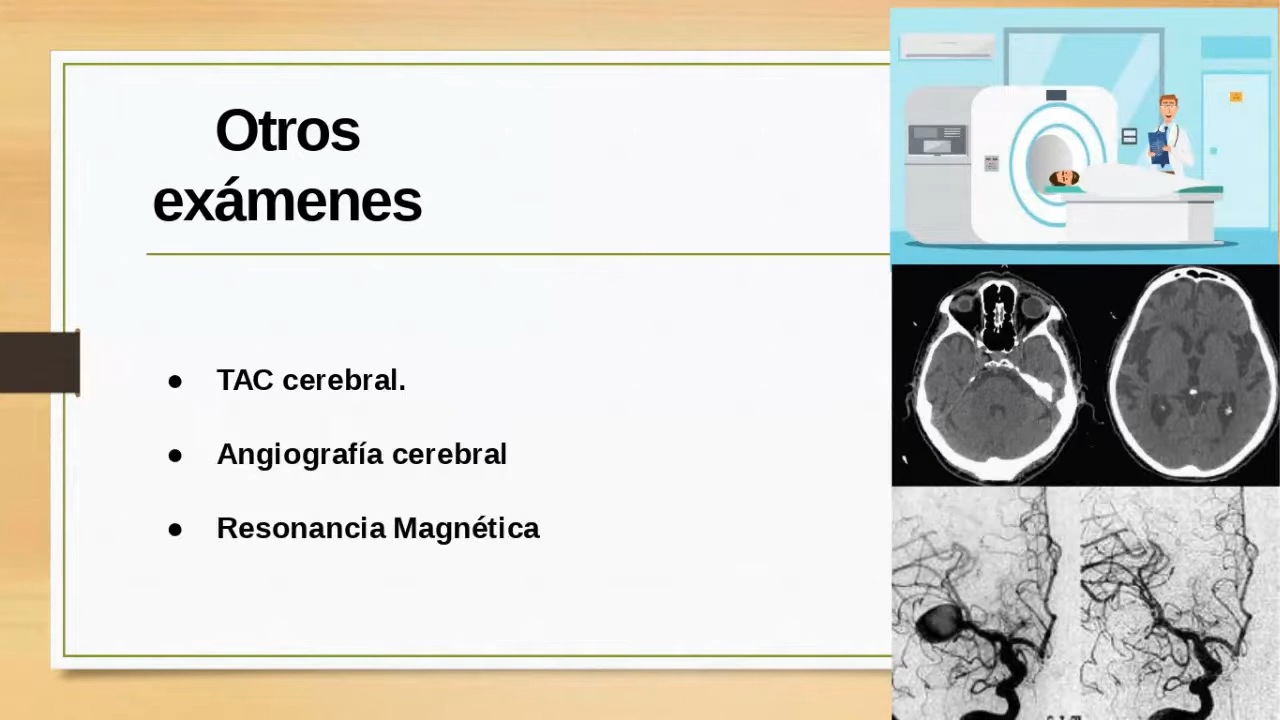 Otros
exámenes
● TAC cerebral.
● Angiografía cerebral
● Resonancia Magnética